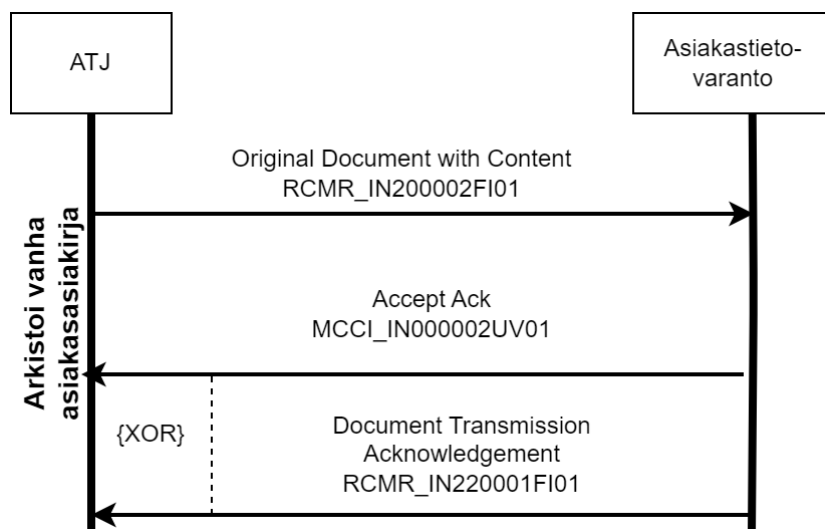 ATJ
Asiakastieto-
varanto
Original Document with Content
RCMR_IN200002FI01
Arkistoi vanha
asiakasasiakirja
Accept Ack
MCCI_IN000002UV01
{XOR}
Document Transmission
Acknowledgement
RCMR_IN220001FI01